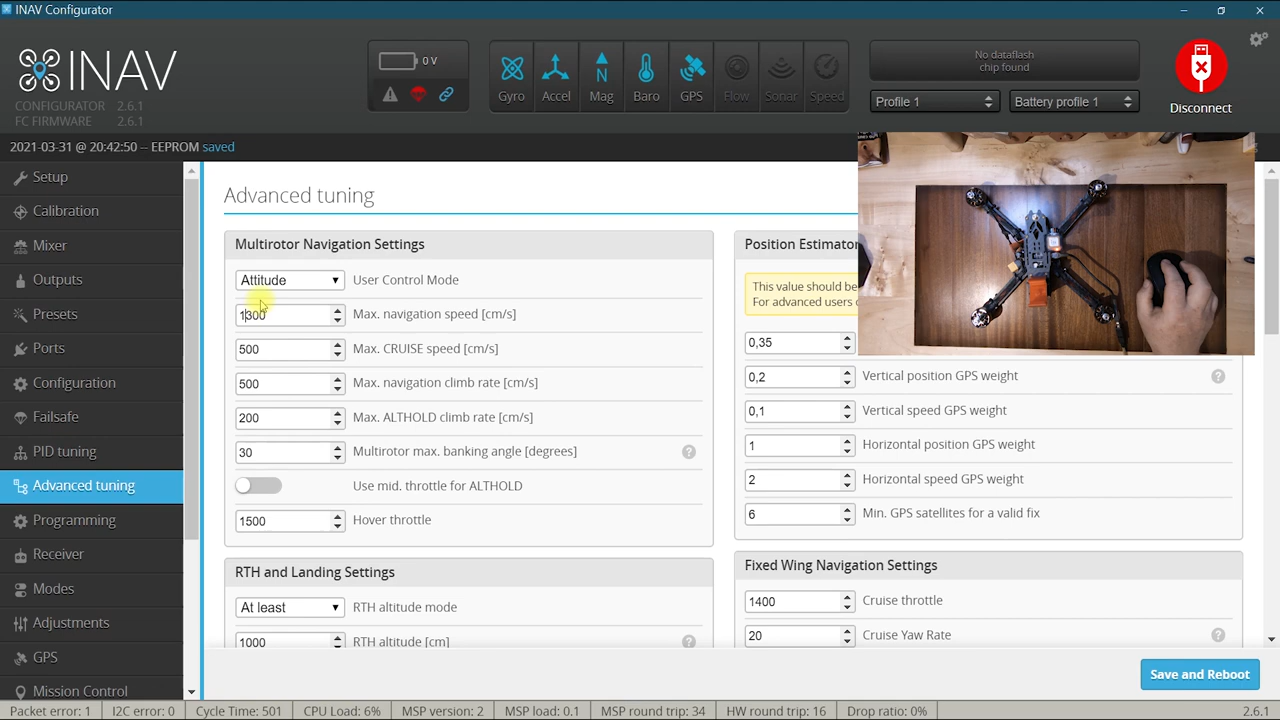 INAV Configurator
INAV
CONFIGURATOR 2.6.1
FC FIRMWARE 2.6.1
0 V
Gyro
Accel
Mag
Baro
GPS
Flow
Sonar
Speed
No dataflash
chip found
Profile 1
Battery profile 1
Disconnect
2021-03-31 @ 20:42:50 -- EEPROM saved
Setup
Calibration
Mixer
Outputs
Presets
Ports
Configuration
Failsafe
PID tuning
Advanced tuning
Programming
Receiver
Modes
Adjustments
GPS
Mission Control
Advanced tuning
Multirotor Navigation Settings
Attitude User Control Mode
1300 Max. navigation speed [cm/s]
500 Max. CRUISE speed [cm/s]
500 Max. navigation climb rate [cm/s]
200 Max. ALTHOLD climb rate [cm/s]
30 Multirotor max. banking angle [degrees] ?
Use mid. throttle for ALTHOLD
1500 Hover throttle
RTH and Landing Settings
At least RTH altitude mode
1000 RTH altitude [cm] ?
Position Estimator
This value should be
For advanced users
0,35
0,2 Vertical position GPS weight ?
0,1 Vertical speed GPS weight
1 Horizontal position GPS weight
2 Horizontal speed GPS weight
6 Min. GPS satellites for a valid fix
Fixed Wing Navigation Settings
1400 Cruise throttle
20 Cruise Yaw Rate ?
Save and Reboot
Packet error: 1 I2C error: 0 Cycle Time: 501 CPU Load: 6% MSP version: 2 MSP load: 0.1 MSP round trip: 34 HW round trip: 16 Drop ratio: 0% 2.6.1